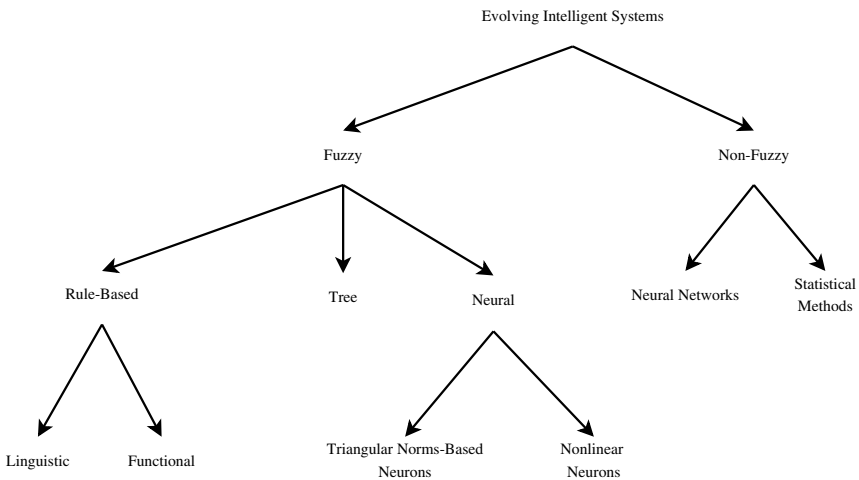 Evolving Intelligent Systems
Fuzzy
Non-Fuzzy
Rule-Based
Tree
Neural
Neural Networks
Statistical
Methods
Linguistic
Functional
Triangular Norms-Based
Neurons
Nonlinear
Neurons